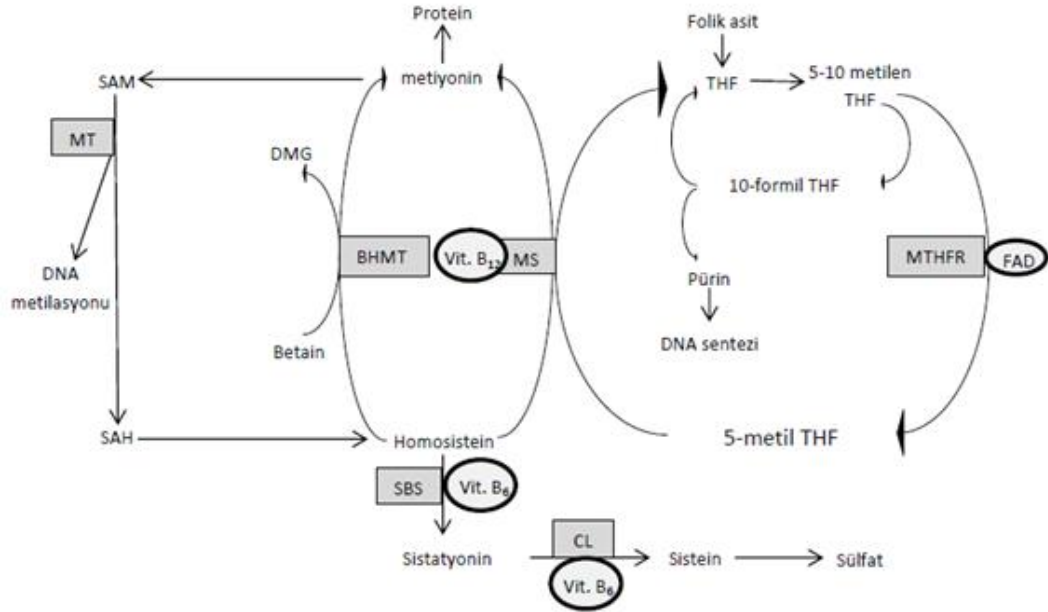 Protein
Folik asit
SAM
metiyonin
THF
5-10 metilen
THF
MT
DMG
10-formil THF
BHMT
Vit. B₁₂
MS
MTHFR
FAD
DNA
metilasyonu
Pürin
Betain
DNA sentezi
SAH
Homosistein
5-metil THF
SBS
Vit. B₆
Sistatyonin
CL
Vit. B₆
Sistein
Sülfat